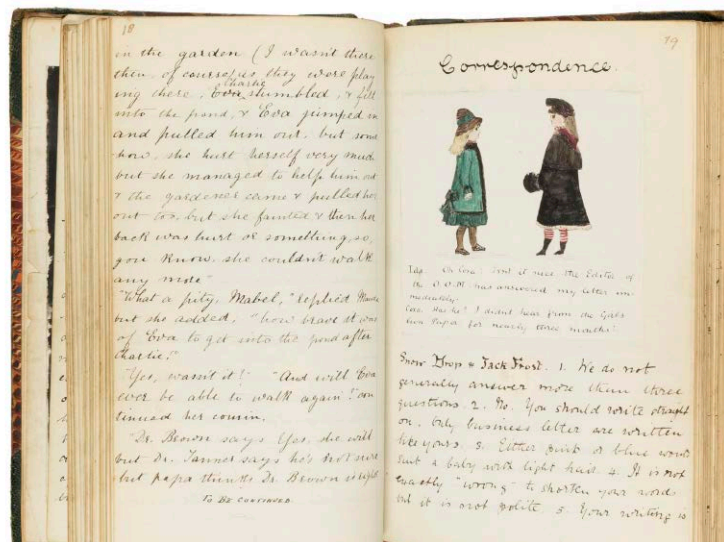 18
in the garden (I wasn't there
then, of course) as they were play
ing there, Eva Charlie stumbled, & fell
into the pond, & Eva jumped in
and pulled him out, but some
how, she hurt herself very much
but she managed to help him out
& the gardener came & pulled her
out too, but she fainted & then her
back was hurt or something, so,
you know, she couldn't walk
any more"
"What a pity, Mabel," replied
but she added, "how brave it was
of Eva to get into the pond after
Charlie!"
"Yes, wasn't it!" "And will Eva
ever be able to walk again?" con
tinued her cousin.
"Dr. Brown says Yes, she will
but Dr. Tanner says he's not sure
but papa thinks Dr. Brown is right
TO BE CONTINUED.
19
Correspondence.
Ida. Oh Cora! isn't it nice the Editor of
the has answered my letter im-
mediately.
Cora. I didn't hear from the Girls
Own Paper for nearly three months!
Snow Drop & Jack Frost. 1. We do not
generally answer more than three
questions. 2. No. You should write straight
on. Only business letter are written
like yours. 3. Either pink or blue would
suit a baby with light hair. 4. It is not
exactly "wrong" to shorten your words
but it is not polite. 5. Your writing is